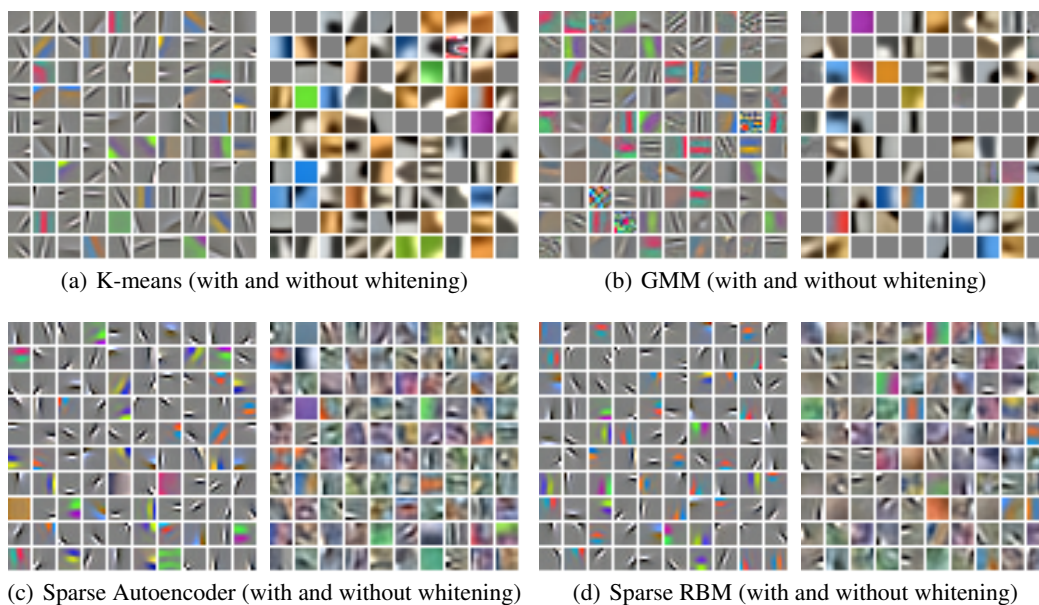 (a) K-means (with and without whitening)
(b) GMM (with and without whitening)
(c) Sparse Autoencoder (with and without whitening)
(d) Sparse RBM (with and without whitening)